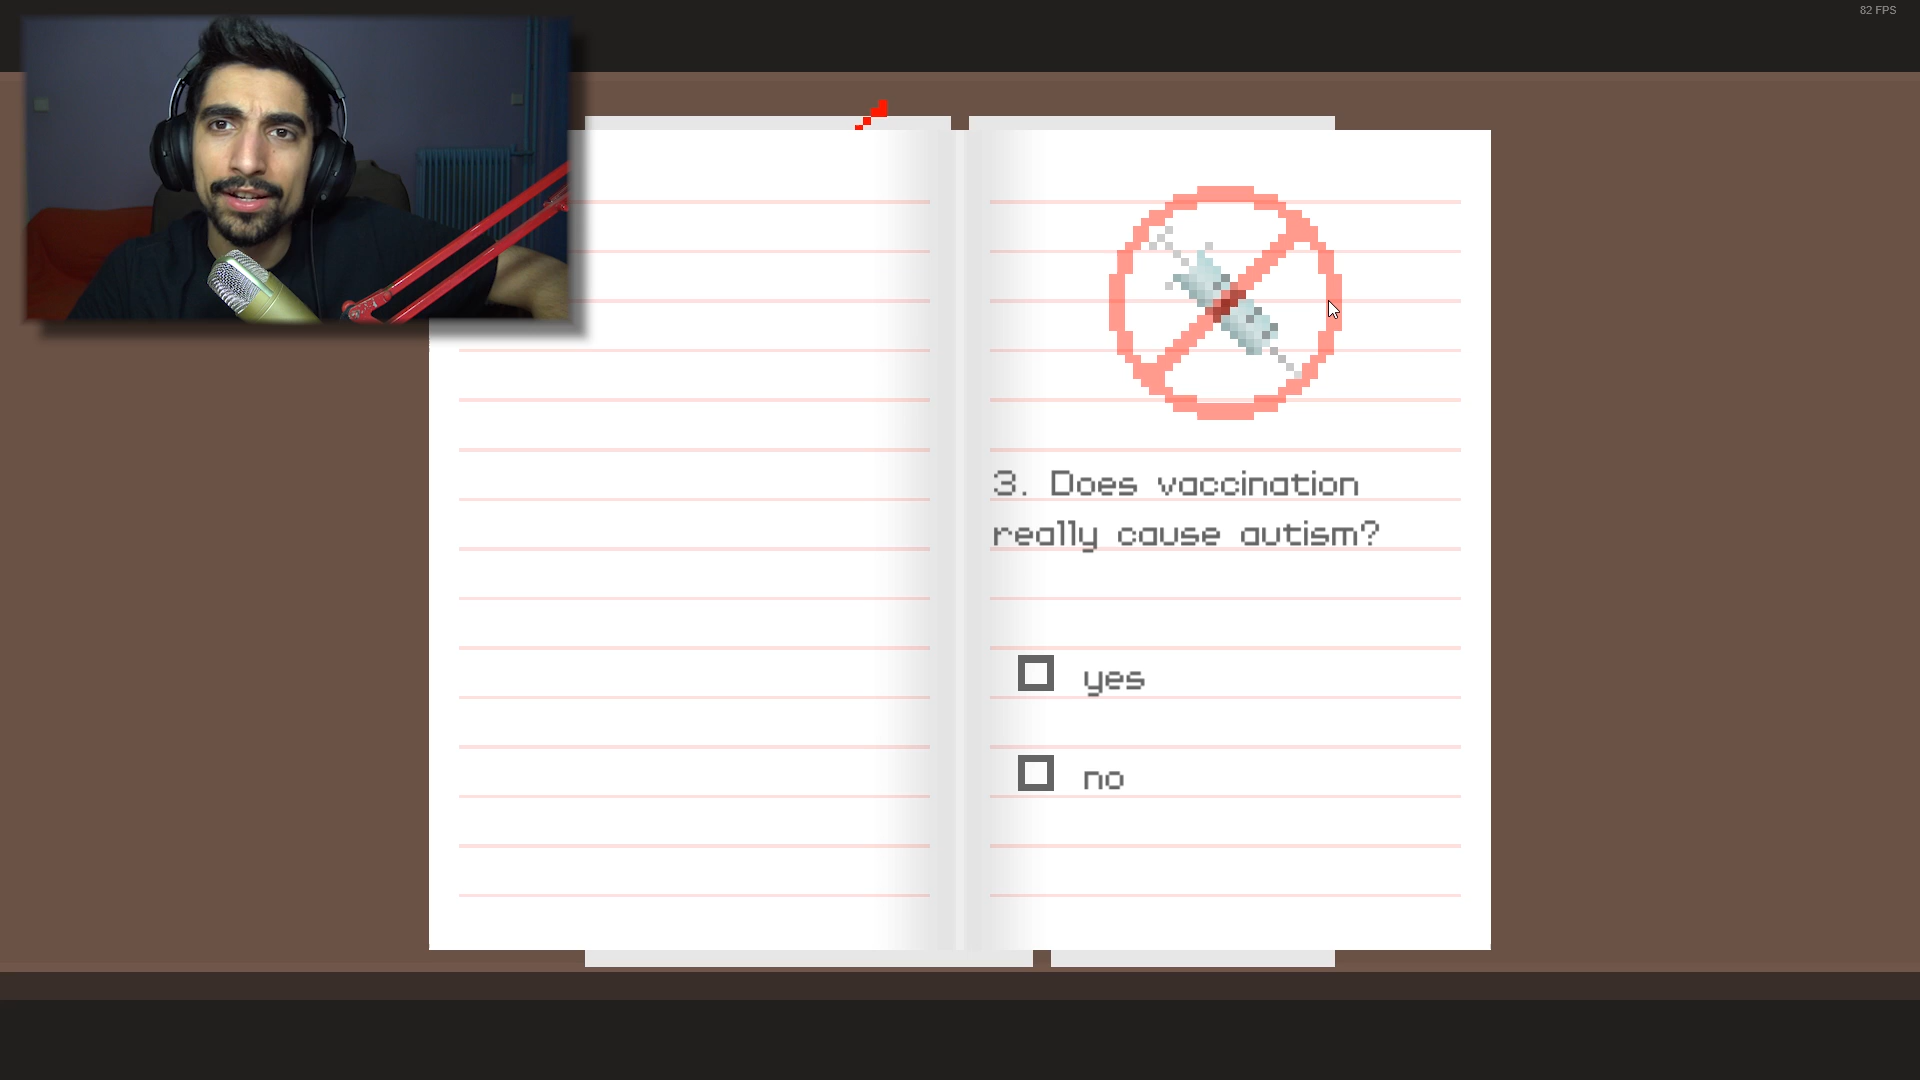 82 FPS
3. Does vaccination
really cause autism?
yes
no